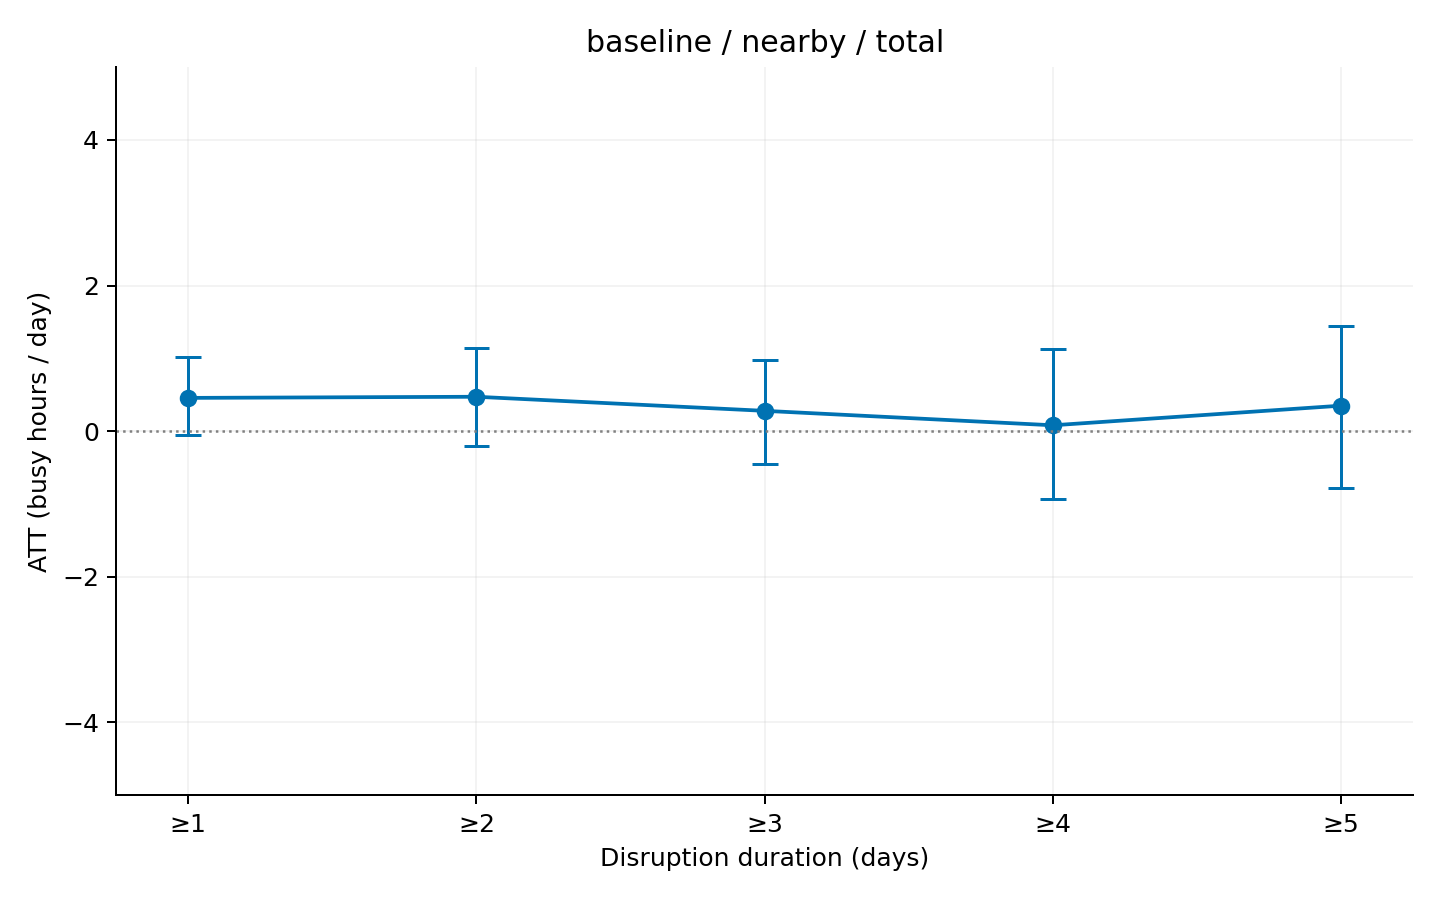 baseline / nearby / total
ATT (busy hours / day)
4
2
0
−2
−4
≥1 ≥2 ≥3 ≥4 ≥5
Disruption duration (days)